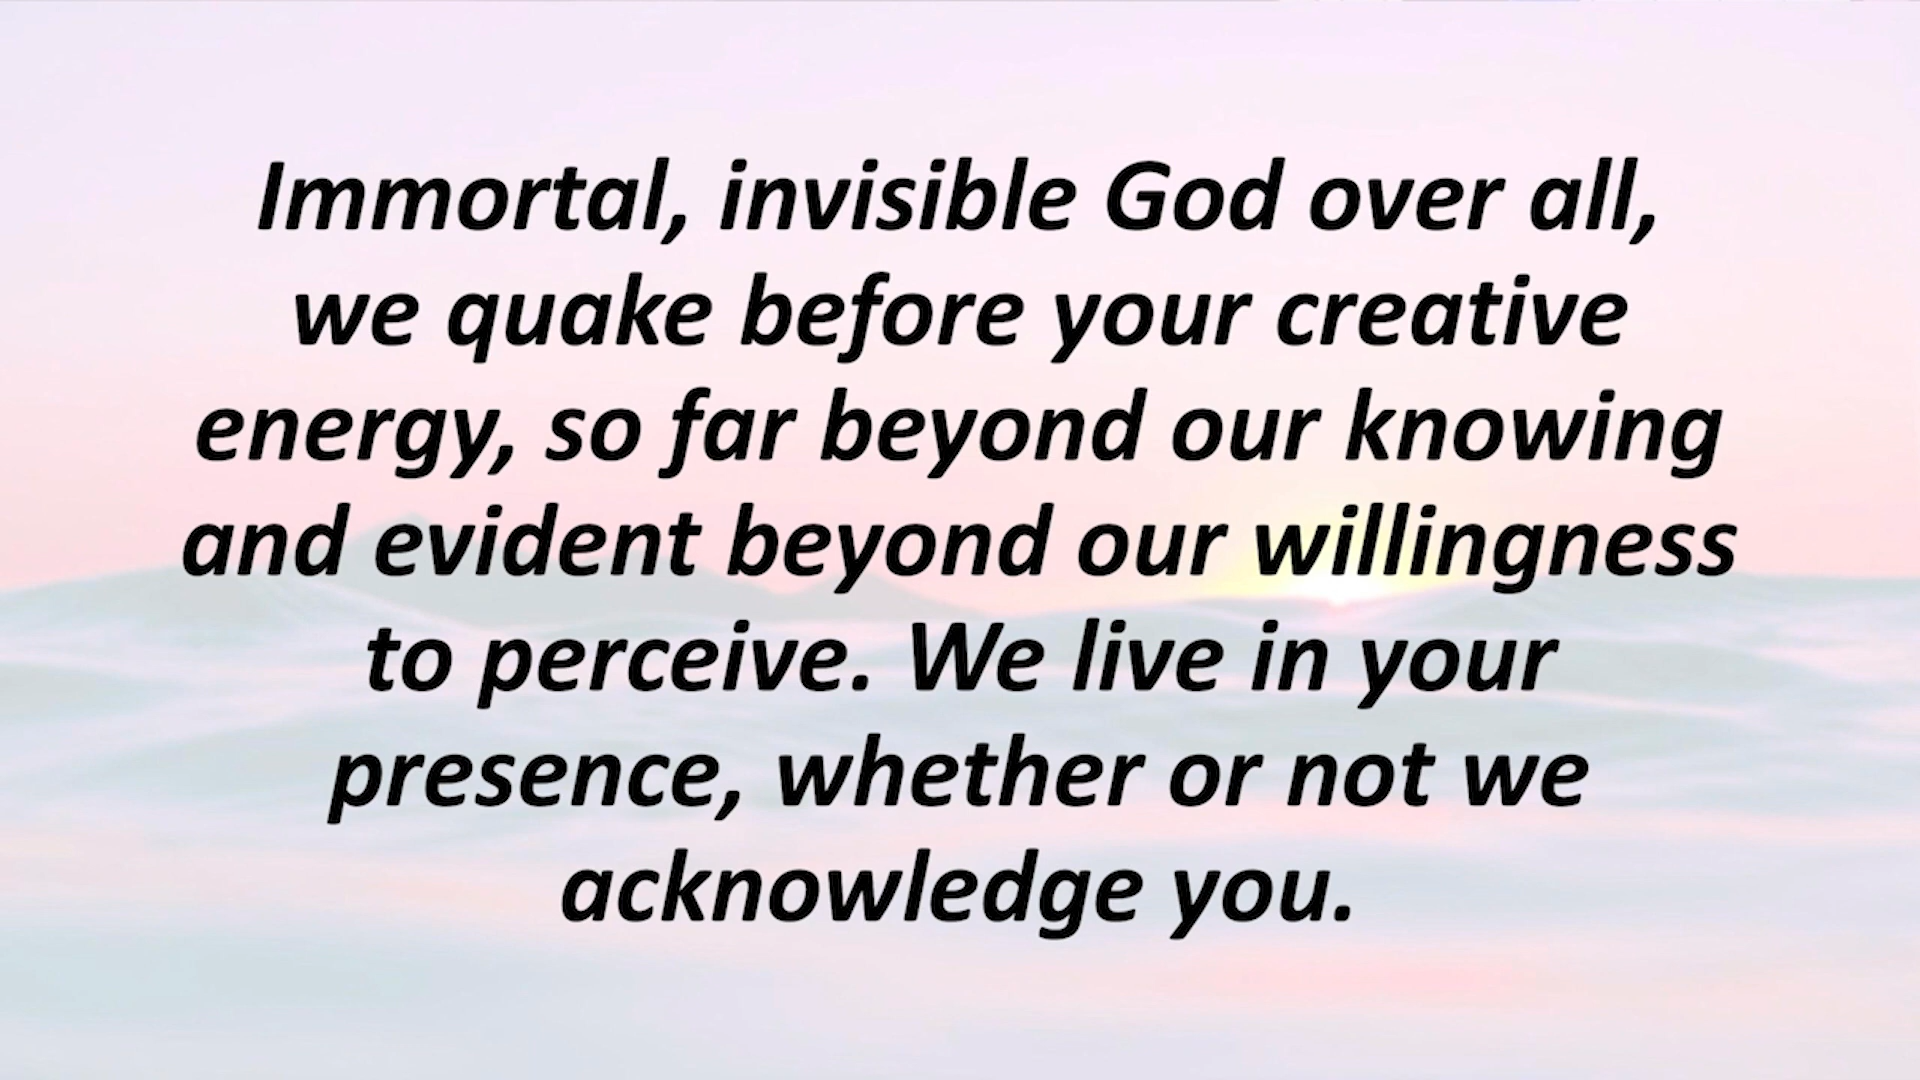 Immortal, invisible God over all,
we quake before your creative
energy, so far beyond our knowing
and evident beyond our willingness
to perceive. We live in your
presence, whether or not we
acknowledge you.